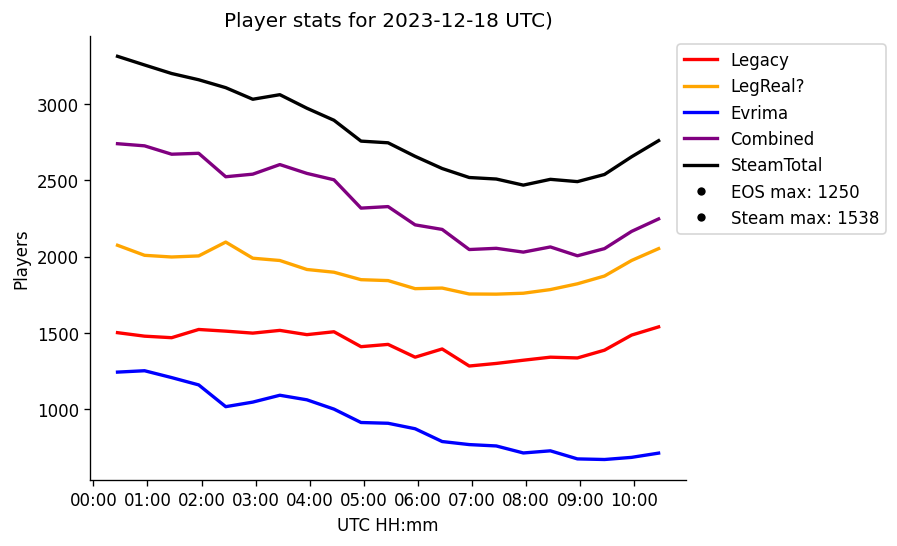 Player stats for 2023-12-18 UTC)
Legacy
LegReal?
Evrima
Combined
SteamTotal
EOS max: 1250
Steam max: 1538
Players
3000
2500
2000
1500
1000
00:00 01:00 02:00 03:00 04:00 05:00 06:00 07:00 08:00 09:00 10:00
UTC HH:mm